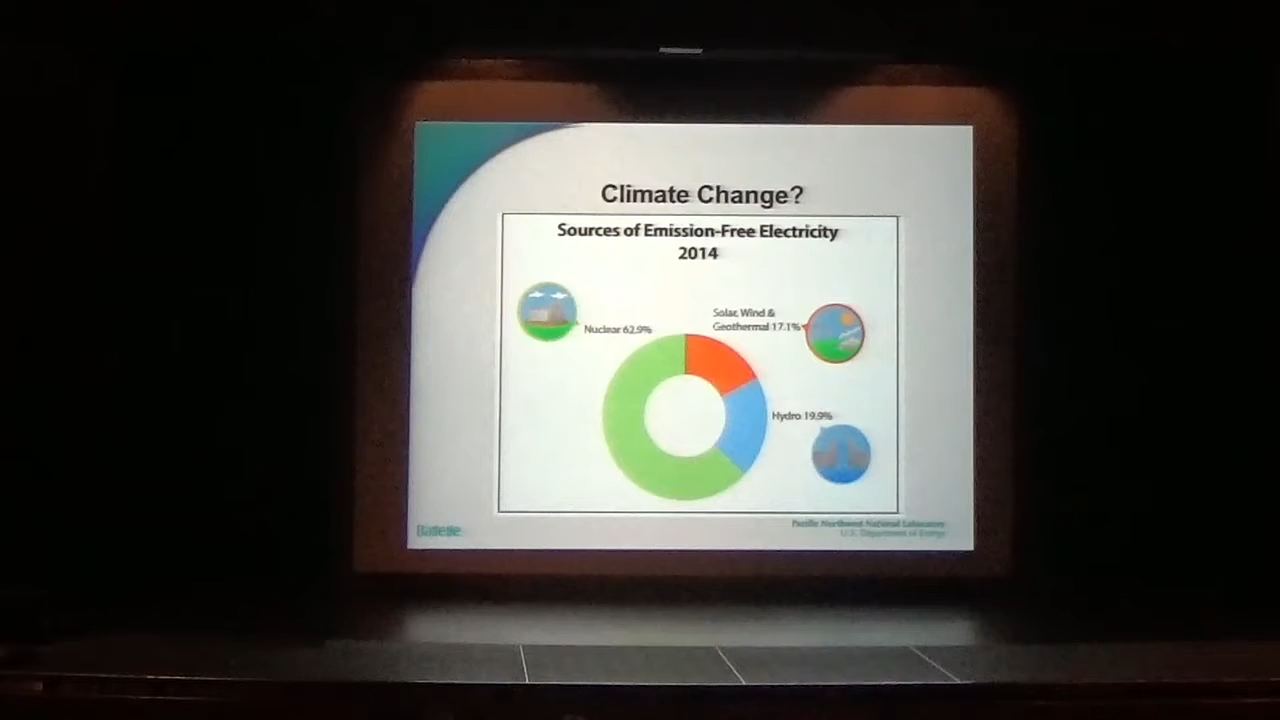 Climate Change?
Sources of Emission-Free Electricity
2014
Solar, Wind &
Geothermal 17.1%
Nuclear 62.9%
Hydro 19.9%
Battelle
Pacific Northwest National Laboratory
U.S. Department of Energy